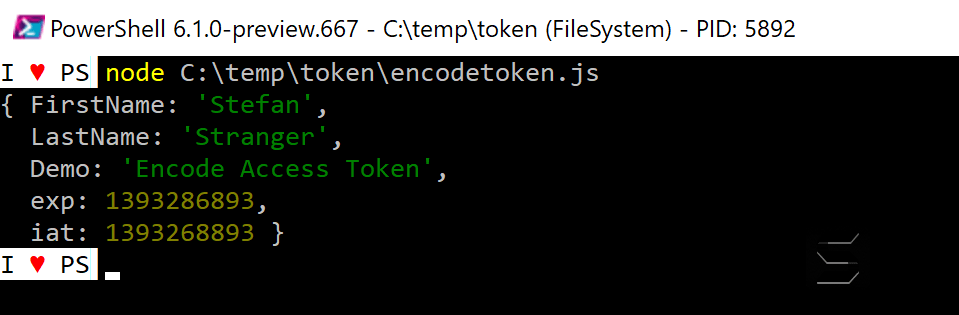 PowerShell 6.1.0-preview.667 - C:\temp\token (FileSystem) - PID: 5892
I ♥ PS node C:\temp\token\encodetoken.js
{ FirstName: 'Stefan',
  LastName: 'Stranger',
  Demo: 'Encode Access Token',
  exp: 1393286893,
  iat: 1393268893 }
I ♥ PS